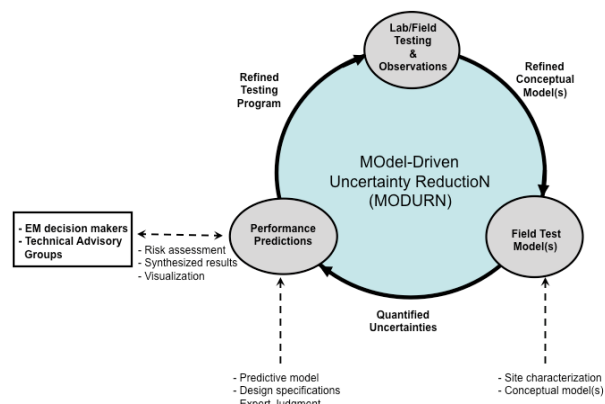 Lab/Field
Testing
&
Observations
Refined
Testing
Program
Refined
Conceptual
Model(s)
MOdel-Driven
Uncertainty ReductioN
(MODURN)
- EM decision makers
- Technical Advisory
Groups
- Risk assessment
- Synthesized results
- Visualization
Performance
Predictions
Field Test
Model(s)
Quantified
Uncertainties
- Predictive model
- Design specifications
- Expert Judgment
- Site characterization
- Conceptual model(s)